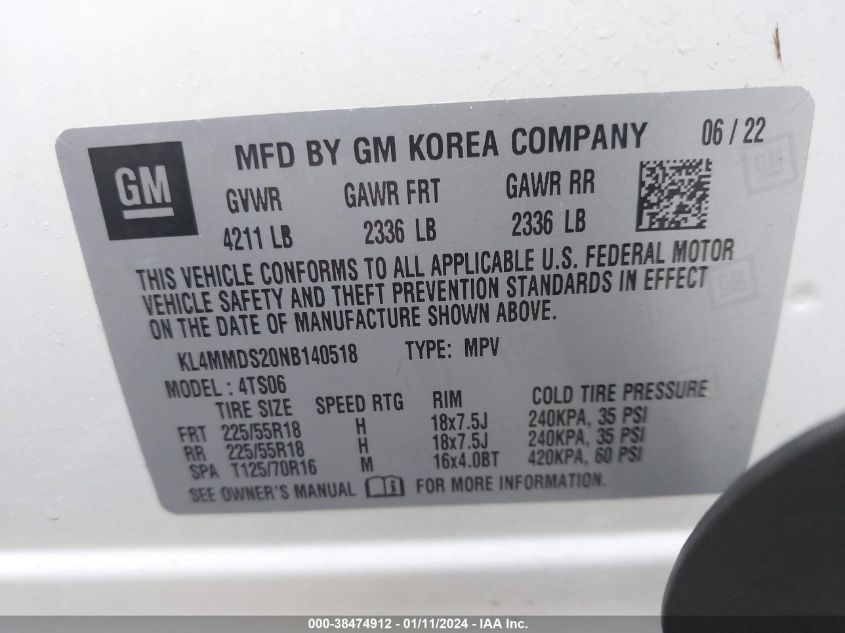 GM
MFD BY GM KOREA COMPANY 06 / 22
GVWR GAWR FRT GAWR RR
4211 LB 2336 LB 2336 LB
THIS VEHICLE CONFORMS TO ALL APPLICABLE U.S. FEDERAL MOTOR
VEHICLE SAFETY AND THEFT PREVENTION STANDARDS IN EFFECT
ON THE DATE OF MANUFACTURE SHOWN ABOVE.
KL4MMDS20NB140518 TYPE: MPV
MODEL : 4TS06
TIRE SIZE SPEED RTG RIM COLD TIRE PRESSURE
FRT 225/55R18 H 18x7.5J 240KPA, 35 PSI
RR 225/55R18 H 18x7.5J 240KPA, 35 PSI
SPA T125/70R16 M 16x4.0BT 420KPA, 60 PSI
SEE OWNER'S MANUAL FOR MORE INFORMATION.
000-38474912 - 01/11/2024 - IAA Inc.